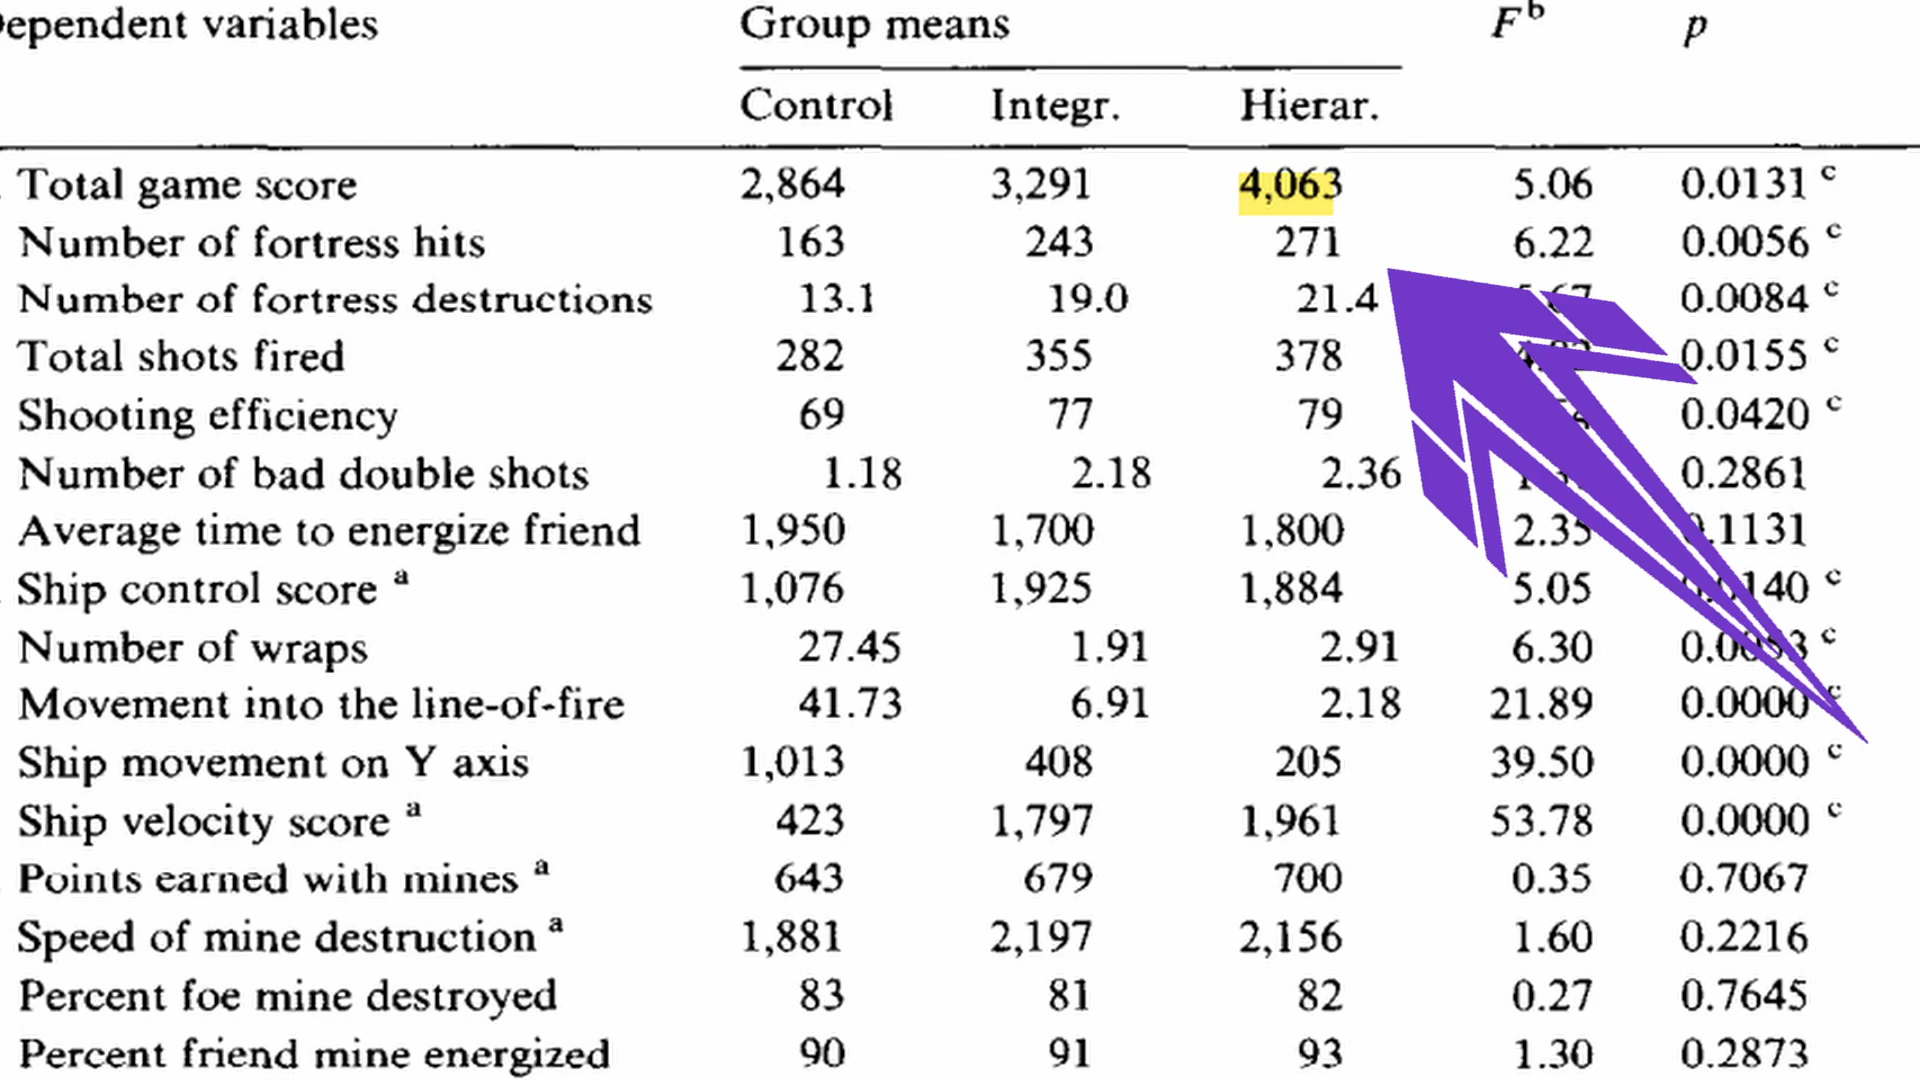 ependent variables Group means F b p
Control Integr. Hierar.
Total game score 2,864 3,291 4,063 5.06 0.0131 c
Number of fortress hits 163 243 271 6.22 0.0056 c
Number of fortress destructions 13.1 19.0 21.4 0.0084 c
Total shots fired 282 355 378 0.0155 c
Shooting efficiency 69 77 79 0.0420 c
Number of bad double shots 1.18 2.18 2.36 0.2861
Average time to energize friend 1,950 1,700 1,800 2.35 .1131
Ship control score a 1,076 1,925 1,884 5.05 140 c
Number of wraps 27.45 1.91 2.91 6.30 c
Movement into the line-of-fire 41.73 6.91 2.18 21.89 0.0000 c
Ship movement on Y axis 1,013 408 205 39.50 0.0000 c
Ship velocity score a 423 1,797 1,961 53.78 0.0000 c
Points earned with mines a 643 679 700 0.35 0.7067
Speed of mine destruction a 1,881 2,197 2,156 1.60 0.2216
Percent foe mine destroyed 83 81 82 0.27 0.7645
Percent friend mine energized 90 91 93 1.30 0.2873